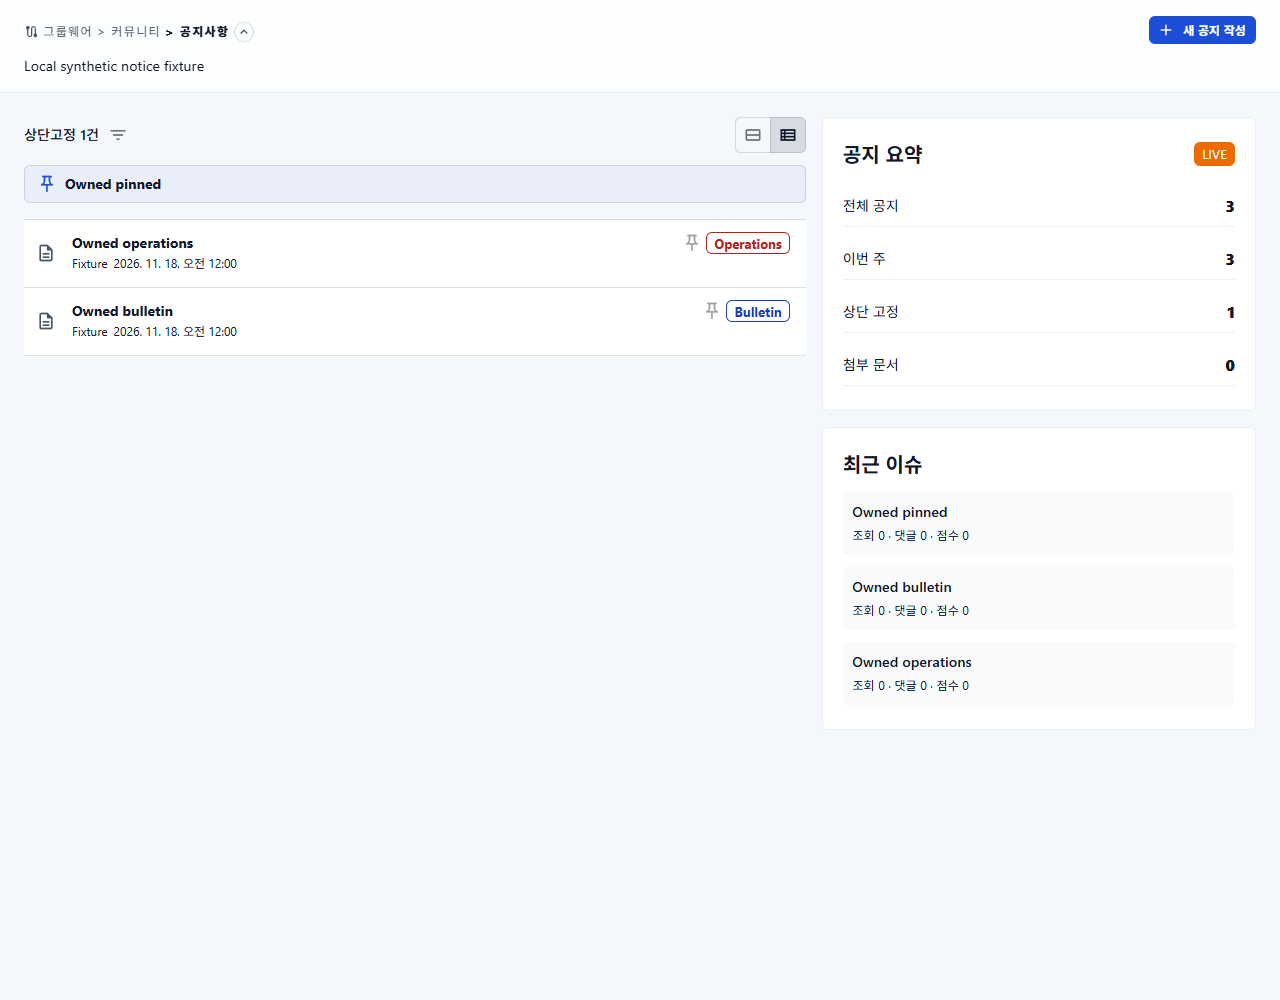 그룹웨어 > 커뮤니티 > 공지사항
새 공지 작성
Local synthetic notice fixture
상단고정 1건
Owned pinned
Owned operations
Operations
Fixture 2026. 11. 18. 오전 12:00
Owned bulletin
Bulletin
Fixture 2026. 11. 18. 오전 12:00
공지 요약
LIVE
전체 공지 3
이번 주 3
상단 고정 1
첨부 문서 0
최근 이슈
Owned pinned
조회 0 · 댓글 0 · 점수 0
Owned bulletin
조회 0 · 댓글 0 · 점수 0
Owned operations
조회 0 · 댓글 0 · 점수 0